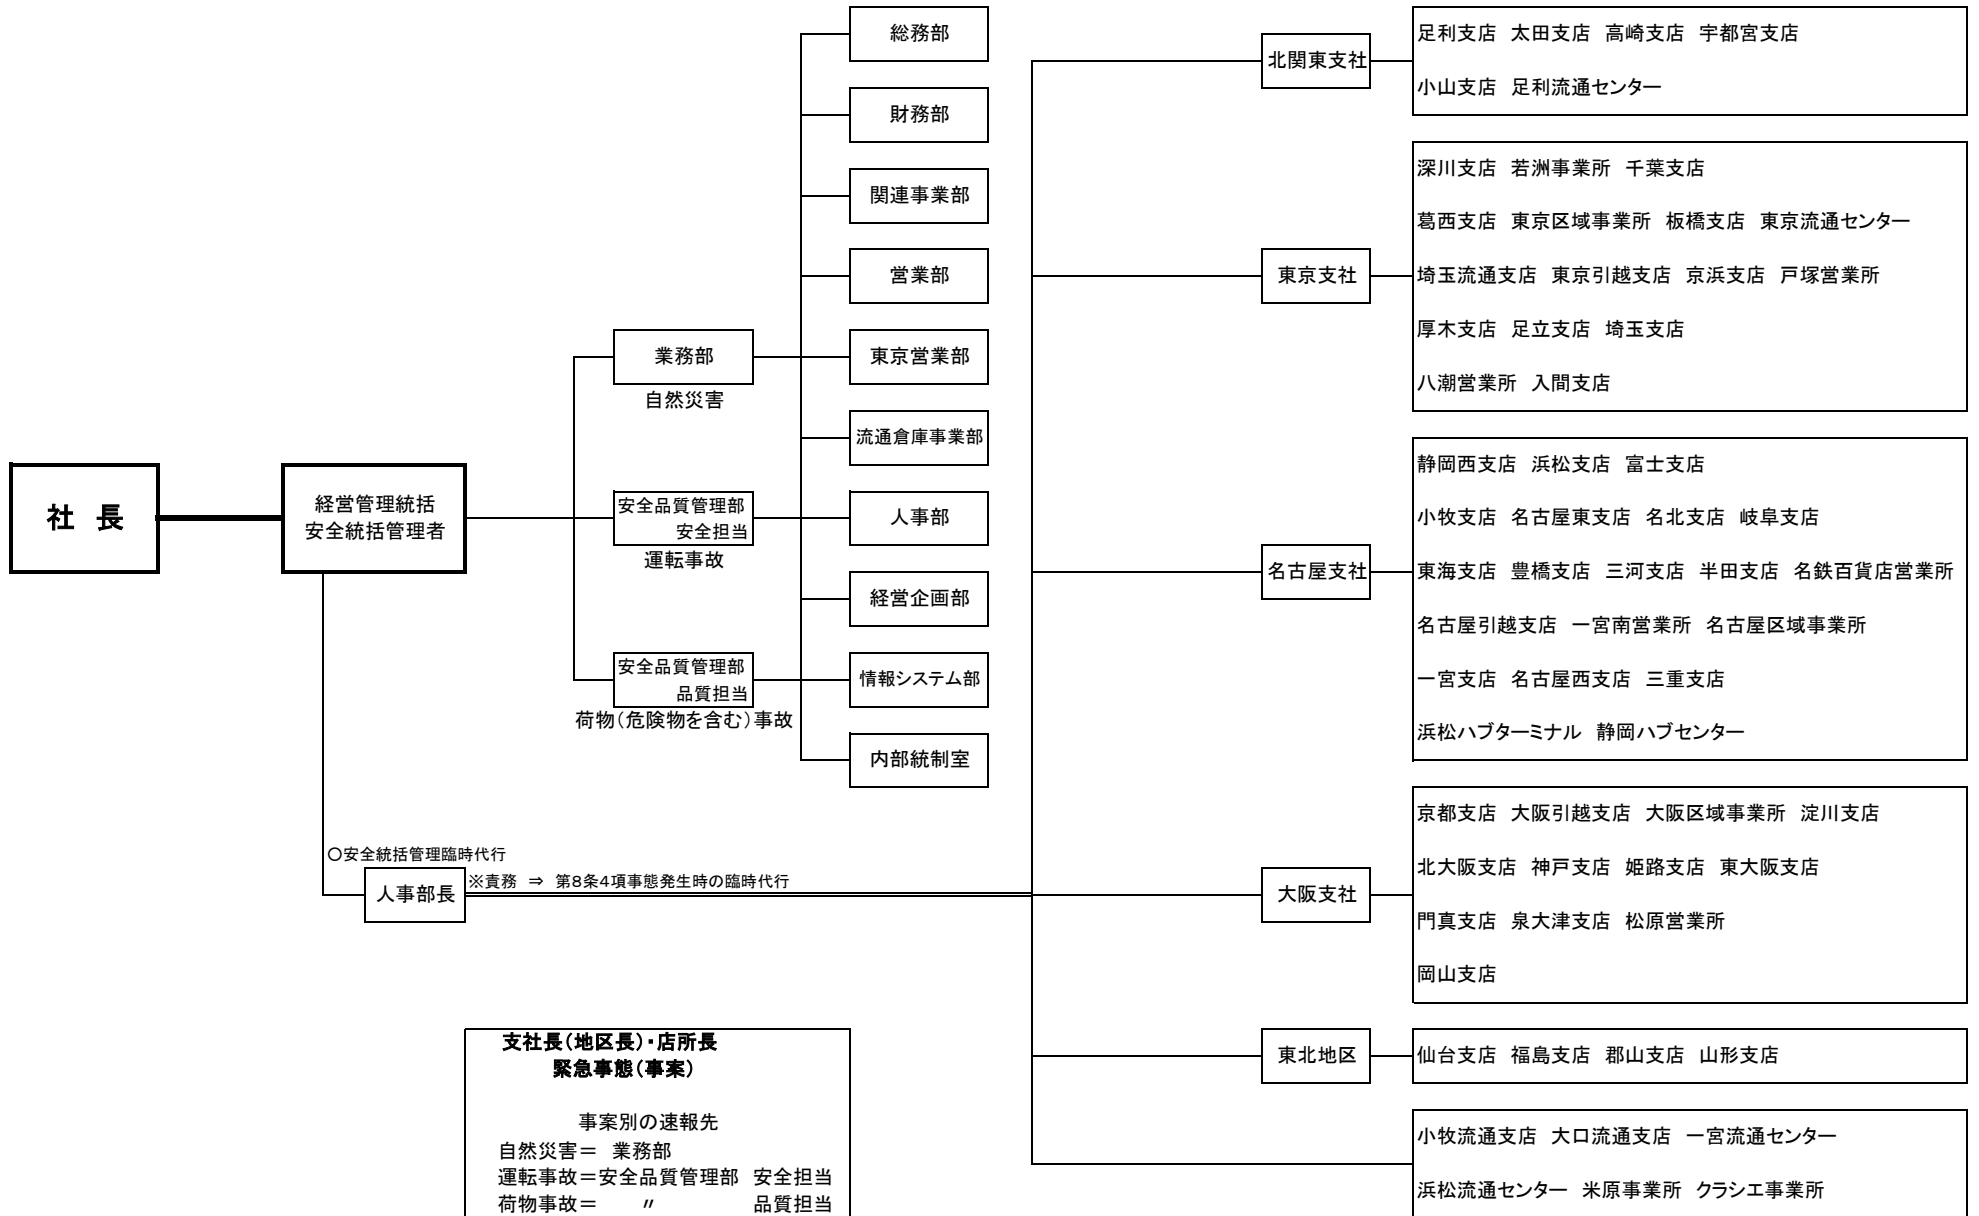 社 長
経営管理統括
安全統括管理者
業務部
自然災害
安全品質管理部
安全担当
運転事故
安全品質管理部
品質担当
荷物(危険物を含む)事故
総務部
財務部
関連事業部
営業部
東京営業部
流通倉庫事業部
人事部
経営企画部
情報システム部
内部統制室
〇安全統括管理臨時代行
人事部長
※責務 ⇒ 第8条4項事態発生時の臨時代行
北関東支社
足利支店 太田支店 高崎支店 宇都宮支店
小山支店 足利流通センター
東京支社
深川支店 若洲事業所 千葉支店
葛西支店 東京区域事業所 板橋支店 東京流通センター
埼玉流通支店 東京引越支店 京浜支店 戸塚営業所
厚木支店 足立支店 埼玉支店
八潮営業所 入間支店
名古屋支社
静岡西支店 浜松支店 富士支店
小牧支店 名古屋東支店 名北支店 岐阜支店
東海支店 豊橋支店 三河支店 半田支店 名鉄百貨店営業所
名古屋引越支店 一宮南営業所 名古屋区域事業所
一宮支店 名古屋西支店 三重支店
浜松ハブターミナル 静岡ハブセンター
大阪支社
京都支店 大阪引越支店 大阪区域事業所 淀川支店
北大阪支店 神戸支店 姫路支店 東大阪支店
門真支店 泉大津支店 松原営業所
岡山支店
東北地区
仙台支店 福島支店 郡山支店 山形支店
小牧流通支店 大口流通支店 一宮流通センター
浜松流通センター 米原事業所 クラシエ事業所
支社長(地区長)・店所長
緊急事態(事案)
事案別の速報先
自然災害= 業務部
運転事故=安全品質管理部 安全担当
荷物事故= 〃 品質担当